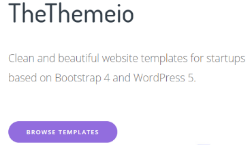 TheThemeio
Clean and beautiful website templates for startups
based on Bootstrap 4 and WordPress 5.
BROWSE TEMPLATES